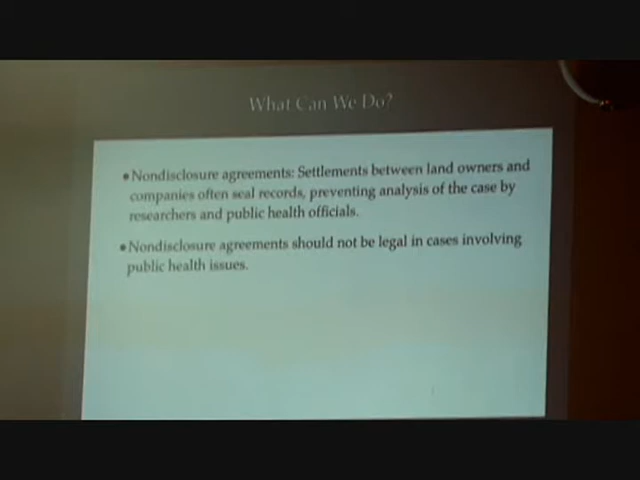 What Can We Do?
•Nondisclosure agreements: Settlements between land owners and
companies often seal records, preventing analysis of the case by
researchers and public health officials.
•Nondisclosure agreements should not be legal in cases involving
public health issues.